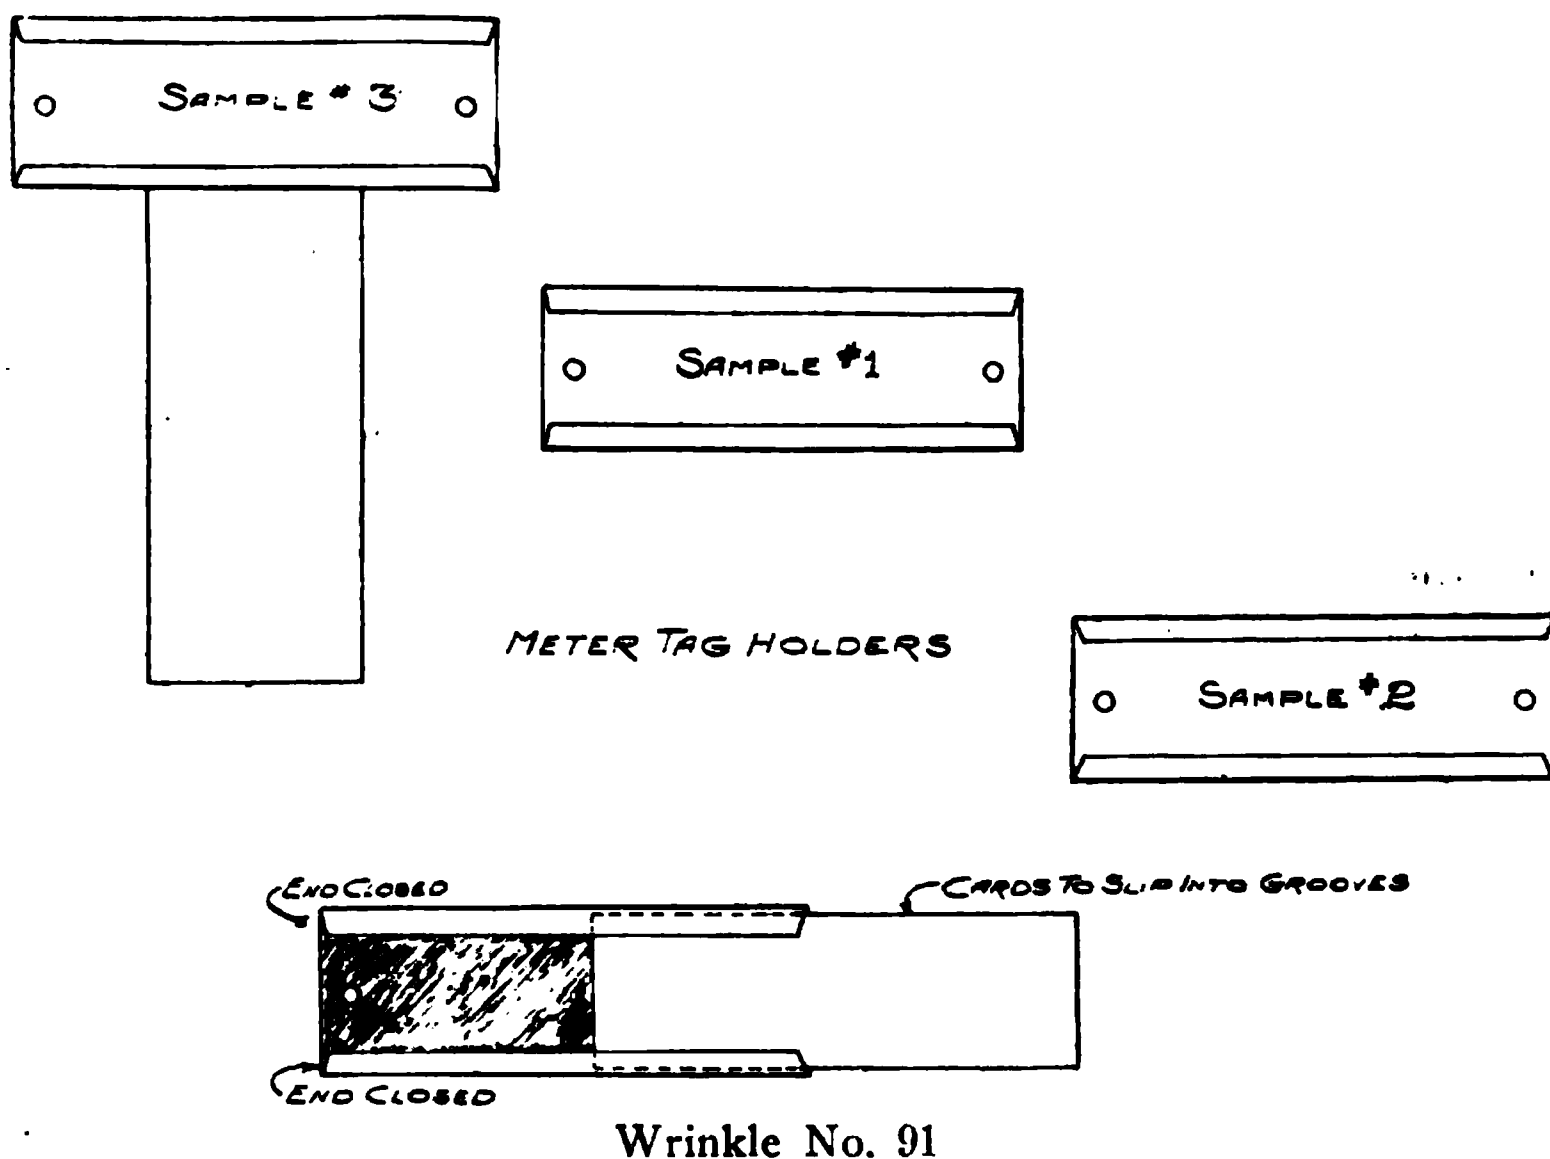 SAMPLE # 3
SAMPLE #1
METER TAG HOLDERS
SAMPLE #2
END CLOSED
CARDS TO SLIP INTO GROOVES
END CLOSED
Wrinkle No. 91